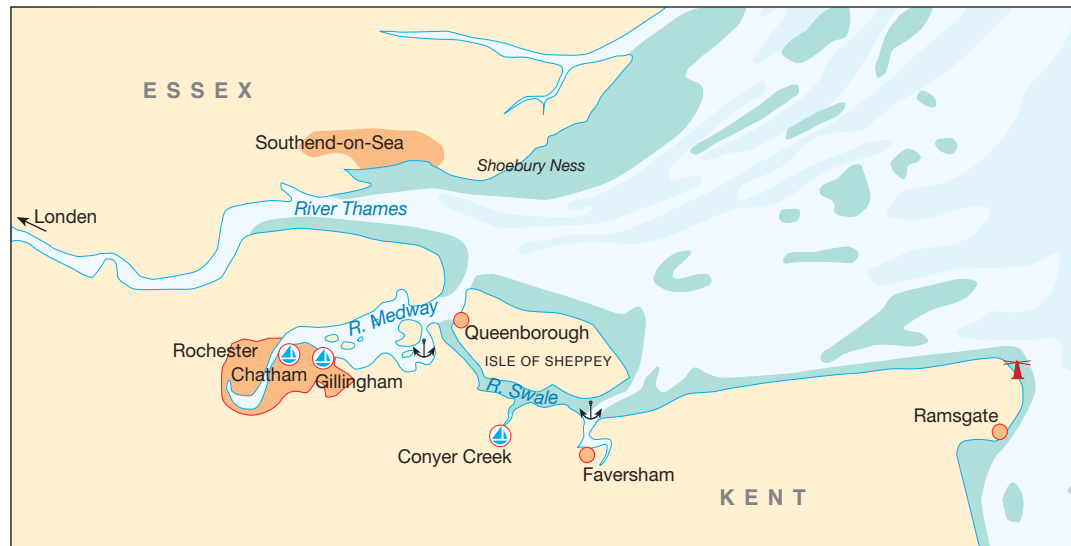 ESSEX
Southend-on-Sea
Shoebury Ness
River Thames
Londen
R. Medway
Queenborough
Rochester
ISLE OF SHEPPEY
Chatham
Gillingham
R. Swale
Ramsgate
Conyer Creek
Faversham
KENT